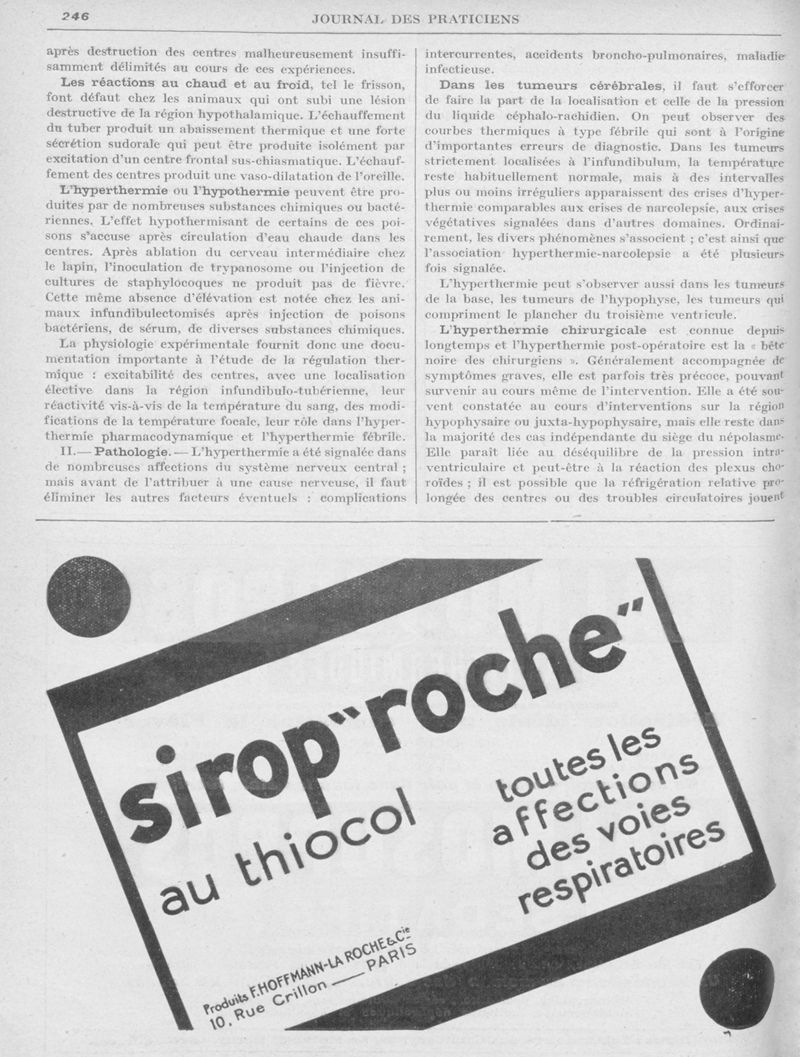 246
JOURNAL DES PRATICIENS
après destruction des centres malheureusement insuffi-
samment délimités au cours de ces expériences.
Les réactions au chaud et au froid, tel le frisson,
font défaut chez les animaux qui ont subi une lésion
destructive de la région hypothalamique. L'échauffement
du tuber produit un abaissement thermique et une forte
sécrétion sudorale qui peut être produite isolément par
excitation d'un centre frontal sus-chiasmatique. L'échauf-
fement des centres produit une vaso-dilatation de l'oreille.
L'hyperthermie ou l'hypothermie peuvent être pro-
duites par de nombreuses substances chimiques ou bacté-
riennes. L'effet hypothermisant de certains de ces poi-
sons s'accuse après circulation d'eau chaude dans les
centres. Après ablation du cerveau intermédiaire chez
le lapin, l'inoculation de trypanosome ou l'injection de
cultures de staphylocoques ne produit pas de fièvre.
Cette même absence d'élévation est notée chez les ani-
maux infundibulectomisés après injection de poisons
bactériens, de sérum, de diverses substances chimiques.
La physiologie expérimentale fournit donc une docu-
mentation importante à l'étude de la régulation ther-
mique : excitabilité des centres, avec une localisation
élective dans la région infundibulo-tubérienne, leur
réactivité vis-à-vis de la température du sang, des modi-
fications de la température focale, leur rôle dans l'hyper-
thermie pharmacodynamique et l'hyperthermie fébrile.
II.— Pathologie. — L'hyperthermie a été signalée dans
de nombreuses affections du système nerveux central ;
mais avant de l'attribuer à une cause nerveuse, il faut
éliminer les autres facteurs éventuels : complications
intercurrentes, accidents broncho-pulmonaires, maladie
infectieuse.
Dans les tumeurs cérébrales, il faut s'efforcer
de faire la part de la localisation et celle de la pression
du liquide céphalo-rachidien. On peut observer des
courbes thermiques à type fébrile qui sont à l'origine
d'importantes erreurs de diagnostic. Dans les tumeurs
strictement localisées à l'infundibulum, la température
reste habituellement normale, mais à des intervalles
plus ou moins irréguliers apparaissent des crises d'hyper-
thermie comparables aux crises de narcolepsie, aux crises
végétatives signalées dans d'autres domaines. Ordinai-
rement, les divers phénomènes s'associent ; c'est ainsi que
l'association hyperthermie-narcolepsie a été plusieurs
fois signalée.
L'hyperthermie peut s'observer aussi dans les tumeurs
de la base, les tumeurs de l'hypophyse, les tumeurs qui
compriment le plancher du troisième ventricule.
L'hyperthermie chirurgicale est connue depuis
longtemps et l'hyperthermie post-opératoire est la « bête
noire des chirurgiens ». Généralement accompagnée de
symptômes graves, elle est parfois très précoce, pouvant
survenir au cours même de l'intervention. Elle a été sou-
vent constatée au cours d'interventions sur la région
hypophysaire ou juxta-hypophysaire, mais elle reste dans
la majorité des cas indépendante du siège du népolasme.
Elle paraît liée au déséquilibre de la pression intra-
ventriculaire et peut-être à la réaction des plexus cho-
roïdes ; il est possible que la réfrigération relative pro-
longée des centres ou des troubles circulatoires jouent
sirop "roche"
au thiocol
toutes les
affections
des voies
respiratoires
Produits F. HOFFMANN-LA ROCHE & Cie
10, Rue Crillon — PARIS